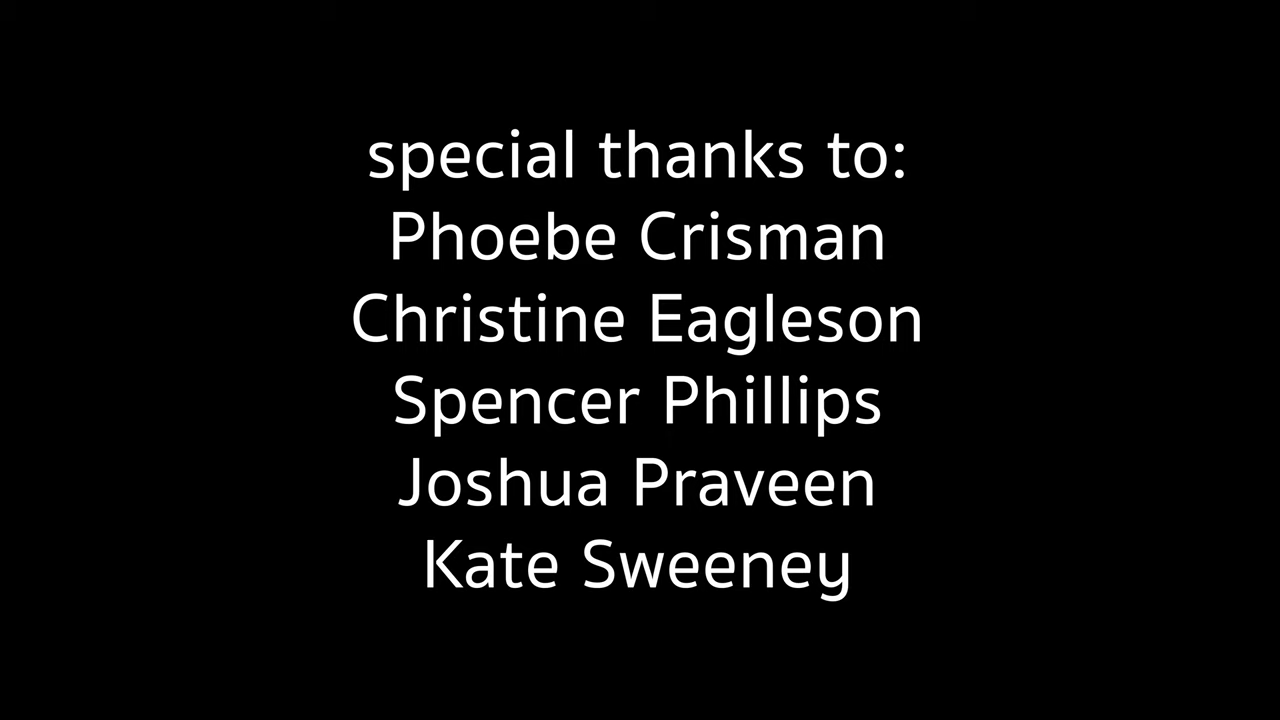 special thanks to:
Phoebe Crisman
Christine Eagleson
Spencer Phillips
Joshua Praveen
Kate Sweeney